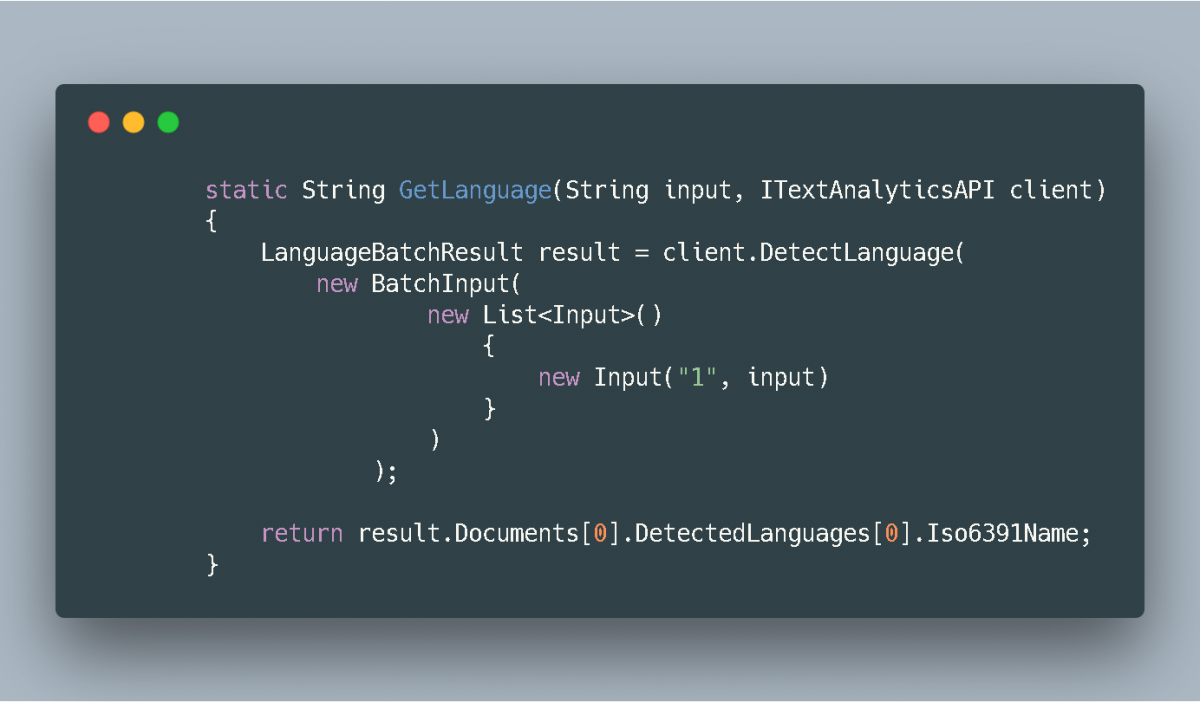 static String GetLanguage(String input, ITextAnalyticsAPI client)
{
    LanguageBatchResult result = client.DetectLanguage(
        new BatchInput(
                new List<Input>()
                    {
                        new Input("1", input)
                    }
                )
            );
    return result.Documents[0].DetectedLanguages[0].Iso6391Name;
}